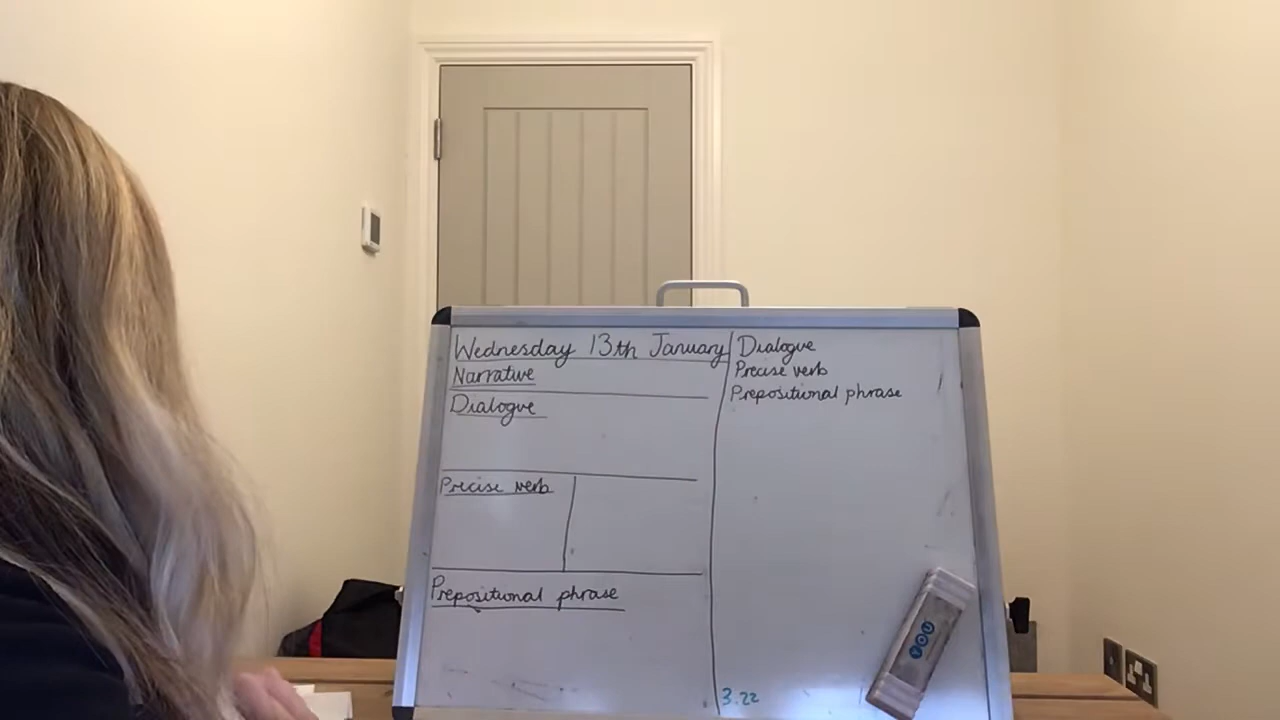 Wednesday 13th January
Narrative
Dialogue
Precise verb
Prepositional phrase
Dialogue
Precise verb
Prepositional phrase
3.22